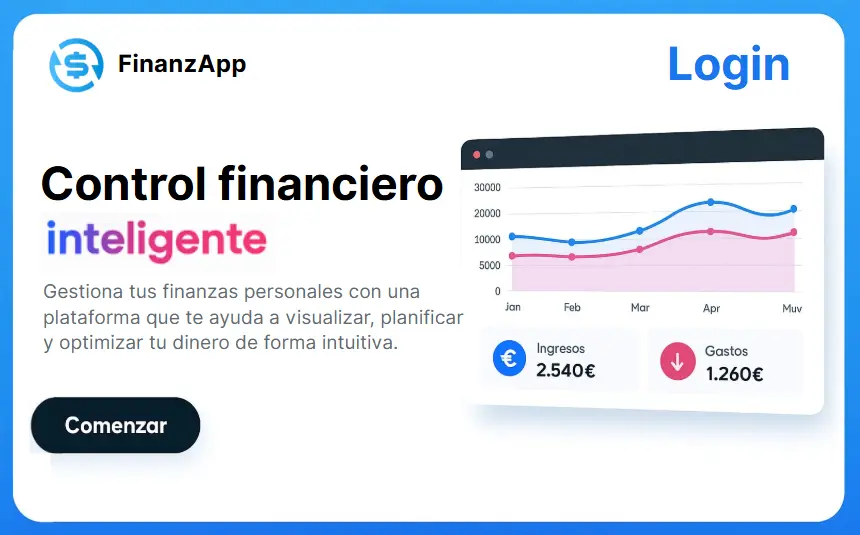 FinanzApp
Login
Control financiero
inteligente
Gestiona tus finanzas personales con una
plataforma que te ayuda a visualizar, planificar
y optimizar tu dinero de forma intuitiva.
Comenzar
30000
20000
10000
5000
0
Jan Feb Mar Apr Muv
Ingresos
2.540€
Gastos
1.260€